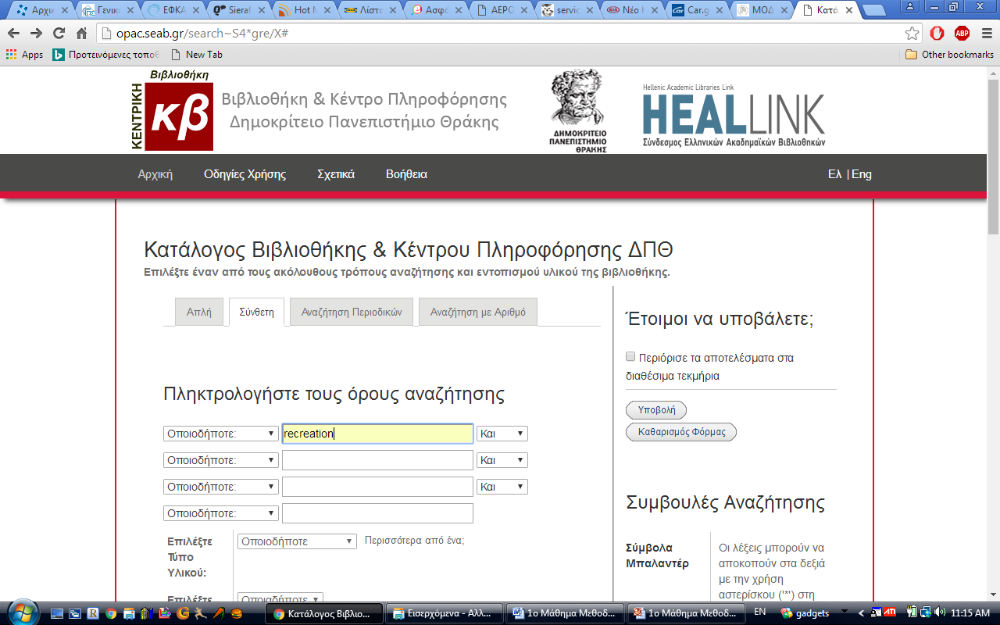 Αρχι
Γενική
ΕΦΚΑ
Sieraf
Hot N
Λίστα
Ασφά
ΑΕΡΟ
servic
Νέο
Car.g
ΜΟΔ
Κατά
opac.seab.gr/search~S4*gre/X#
ABP
Apps
Προτεινόμενες τοποθ
New Tab
Other bookmarks
ΚΕΝΤΡΙΚΗ
Βιβλιοθήκη
κβ
Βιβλιοθήκη & Κέντρο Πληροφόρησης
Δημοκρίτειο Πανεπιστήμιο Θράκης
ΔΗΜΟΚΡΙΤΕΙΟ
ΠΑΝΕΠΙΣΤΗΜΙΟ
ΘΡΑΚΗΣ
Hellenic Academic Libraries Link
HEALLINK
Σύνδεσμος Ελληνικών Ακαδημαϊκών Βιβλιοθηκών
Αρχική Οδηγίες Χρήσης Σχετικά Βοήθεια
Ελ | Eng
Κατάλογος Βιβλιοθήκης & Κέντρου Πληροφόρησης ΔΠΘ
Επιλέξτε έναν από τους ακόλουθους τρόπους αναζήτησης και εντοπισμού υλικού της βιβλιοθήκης.
Απλή Σύνθετη Αναζήτηση Περιοδικών Αναζήτηση με Αριθμό
Πληκτρολογήστε τους όρους αναζήτησης
Οποιοδήποτε: recreation Και
Οποιοδήποτε: Και
Οποιοδήποτε: Και
Οποιοδήποτε:
Επιλέξτε
Τύπο
Υλικού:
Οποιοδήποτε Περισσότερα από ένα;
Επιλέξτε Οποιοδήποτε
Έτοιμοι να υποβάλετε;
Περιόρισε τα αποτελέσματα στα
διαθέσιμα τεκμήρια
Υποβολή
Καθαρισμός Φόρμας
Συμβουλές Αναζήτησης
Σύμβολα
Μπαλαντέρ
Οι λέξεις μπορούν να
αποκοπούν στα δεξιά
με την χρήση
αστερίσκου ('*') στη
Κατάλογος Βιβλιο...
Εισερχόμενα - Αλλ...
1ο Μάθημα Μεθοδ...
1ο Μάθημα Μεθοδ...
EN
gadgets
ATI
11:15 AM